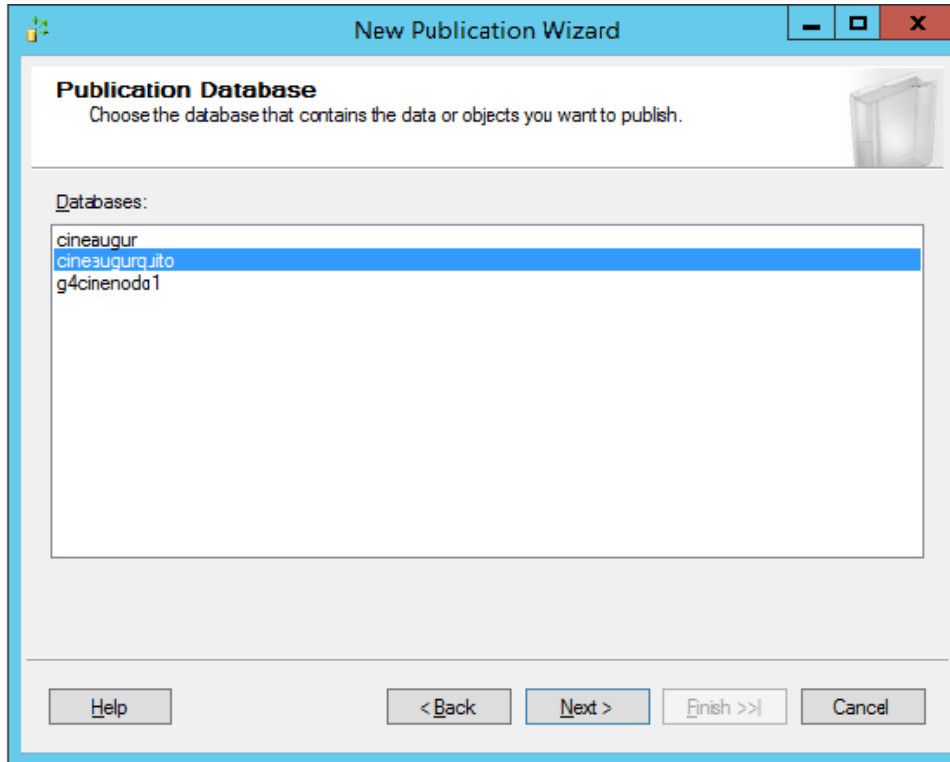 New Publication Wizard
Publication Database
Choose the database that contains the data or objects you want to publish.
Databases:
cineaugur
cineaugurquito
g4cinenodo1
Help
< Back
Next >
Finish >>|
Cancel